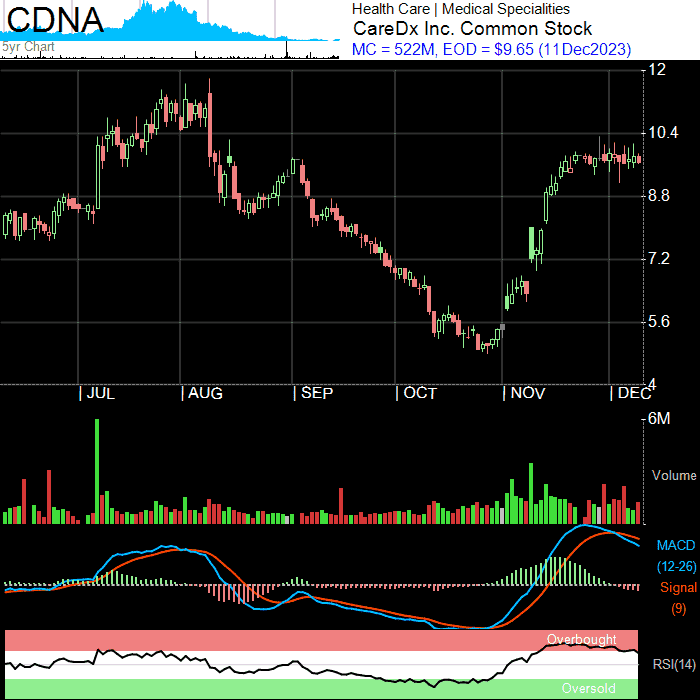 CDNA
5yr Chart
Health Care | Medical Specialities
CareDx Inc. Common Stock
MC = 522M, EOD = $9.65 (11Dec2023)
12
10.4
8.8
7.2
5.6
4
JUL AUG SEP OCT NOV DEC
6M
Volume
MACD
(12-26)
Signal
(9)
Overbought
RSI(14)
Oversold